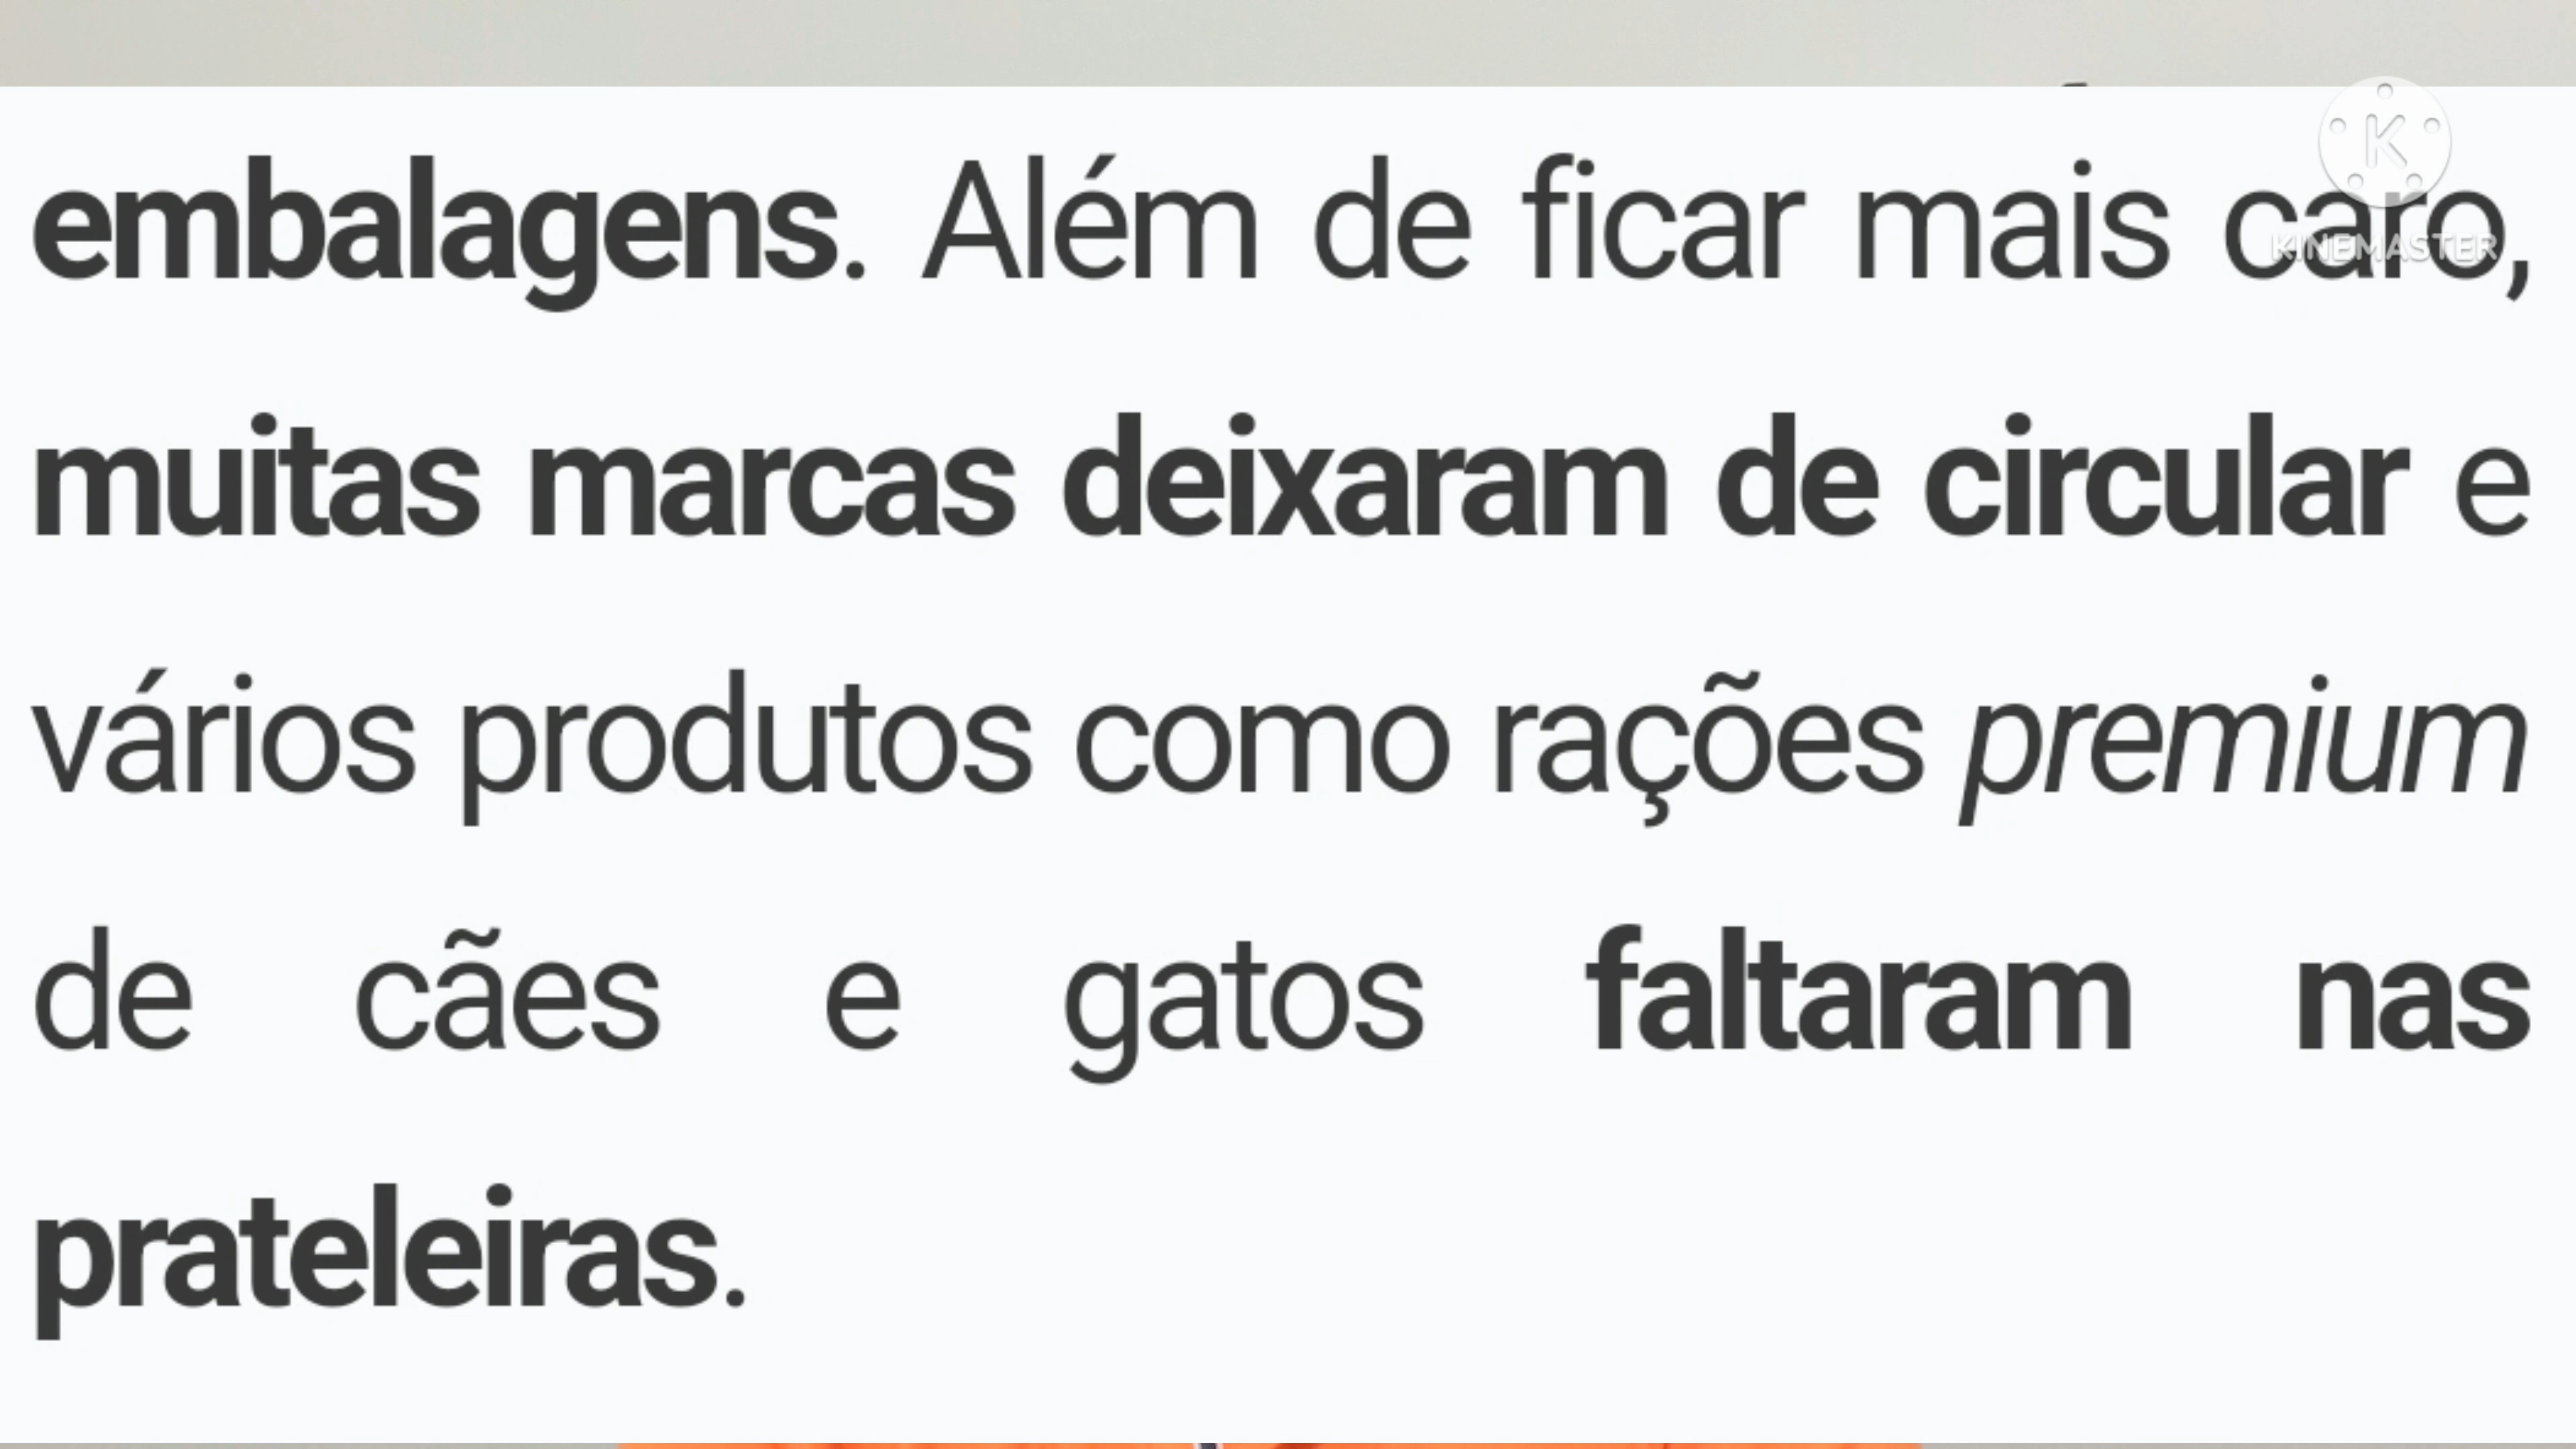 K
KINEMASTER
embalagens. Além de ficar mais caro,
muitas marcas deixaram de circular e
vários produtos como rações premium
de cães e gatos faltaram nas
prateleiras.